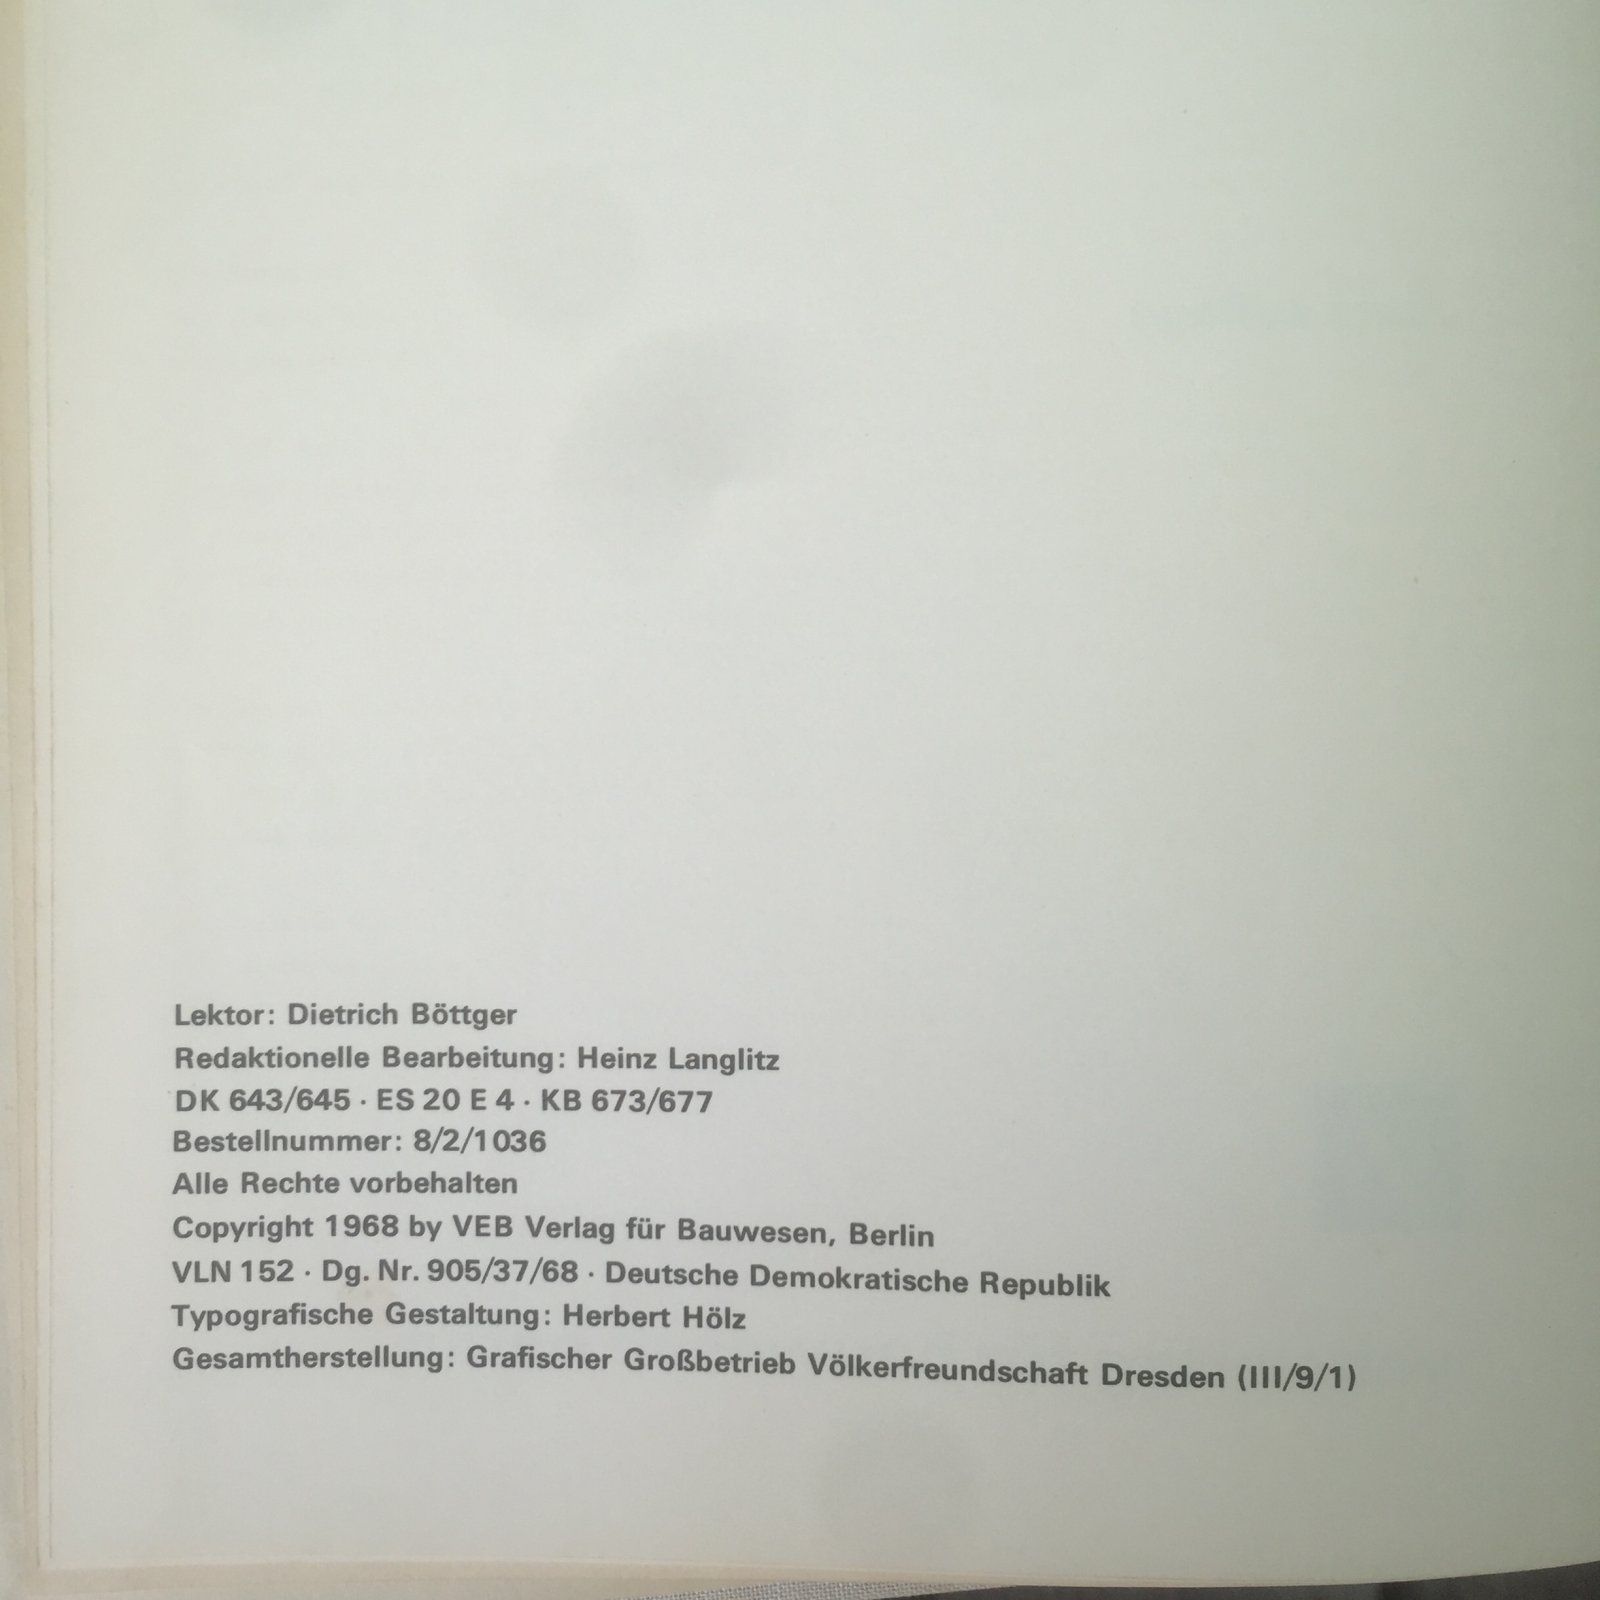 Lektor: Dietrich Böttger
Redaktionelle Bearbeitung: Heinz Langlitz
DK 643/645 · ES 20 E 4 · KB 673/677
Bestellnummer: 8/2/1036
Alle Rechte vorbehalten
Copyright 1968 by VEB Verlag für Bauwesen, Berlin
VLN 152 · Dg. Nr. 905/37/68 · Deutsche Demokratische Republik
Typografische Gestaltung: Herbert Hölz
Gesamtherstellung: Grafischer Großbetrieb Völkerfreundschaft Dresden (III/9/1)